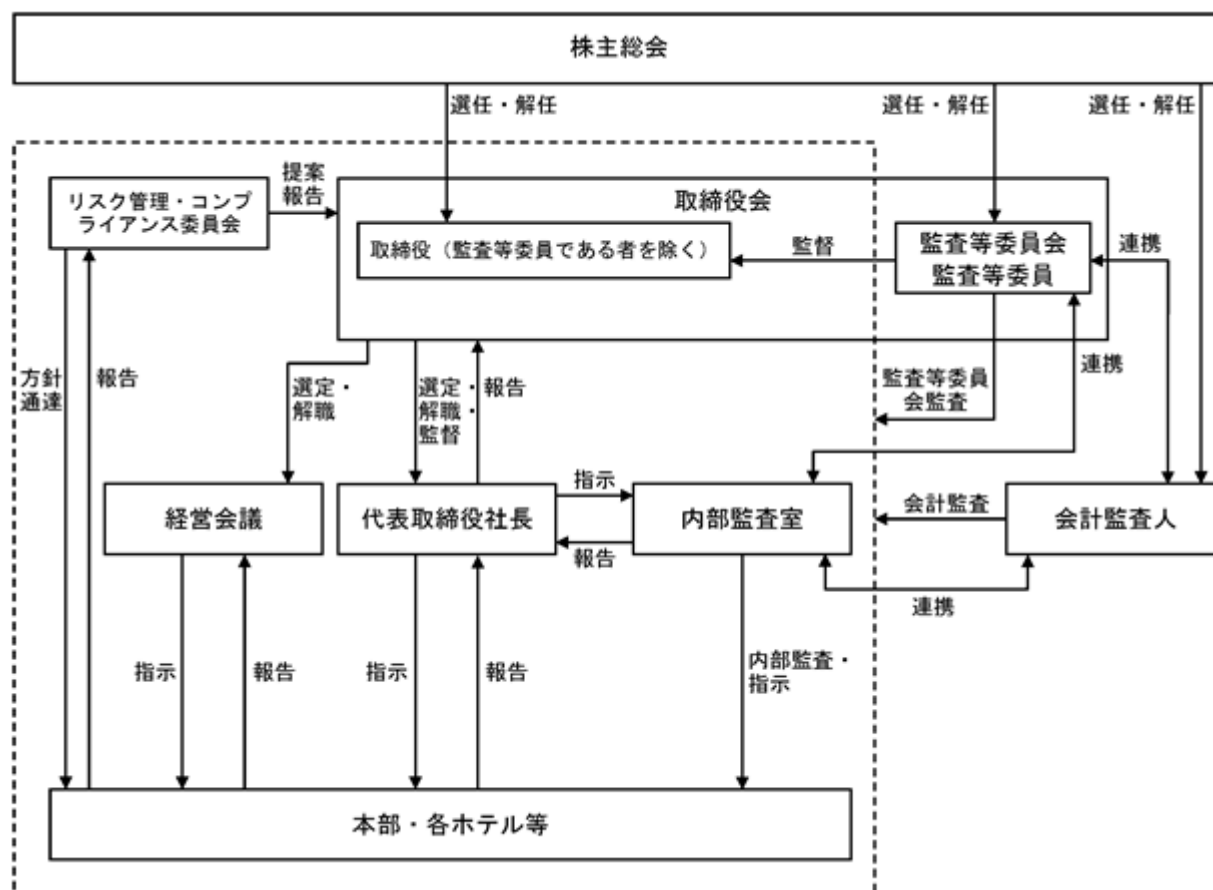 株主総会
選任・解任
選任・解任
選任・解任
リスク管理・コンプ
ライアンス委員会
提案
報告
取締役会
取締役（監査等委員である者を除く）
監督
監査等委員会
監査等委員
連携
方針
通達
報告
選定・
解職
選定・
解職・
監督
報告
監査等委員
会監査
連携
経営会議
代表取締役社長
指示
報告
内部監査室
会計監査
会計監査人
連携
指示
報告
指示
報告
内部監査・
指示
本部・各ホテル等